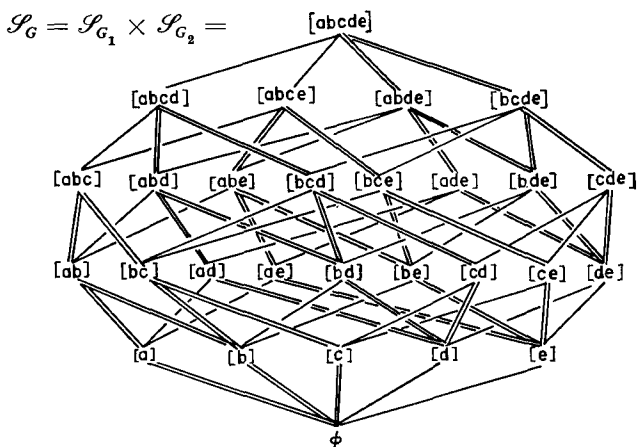 𝒮_G = 𝒮_{G_1} × 𝒮_{G_2} =
[abcde]
[abcd] [abce] [abde] [bcde]
[abc] [abd] [abe] [bcd] [bce] [ade] [bde] [cde]
[ab] [bc] [ad] [ae] [bd] [be] [cd] [ce] [de]
[a] [b] [c] [d] [e]
ϕ